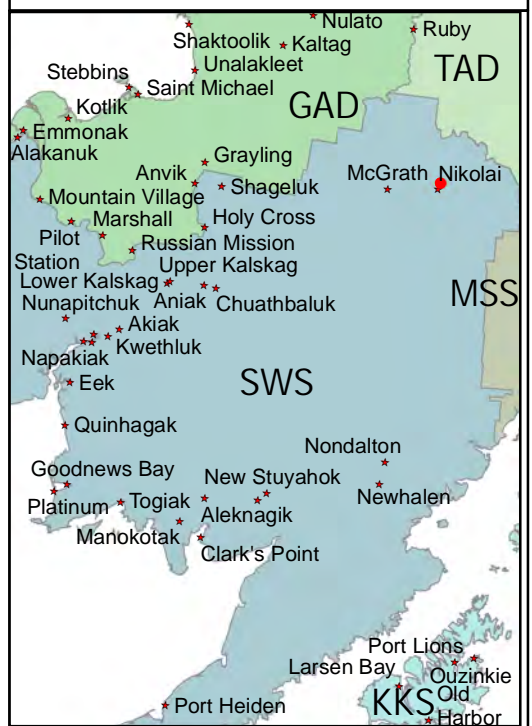 Nulato
Ruby
Shaktoolik
Kaltag
Unalakleet
TAD
Stebbins
Saint Michael
GAD
Kotlik
Emmonak
Alakanuk
Grayling
Anvik
McGrath
Nikolai
Shageluk
Mountain Village
Marshall
Holy Cross
Pilot
Station
Russian Mission
Upper Kalskag
Lower Kalskag
Aniak
Chuathbaluk
MSS
Nunapitchuk
Akiak
Kwethluk
Napakiak
SWS
Eek
Quinhagak
Nondalton
Goodnews Bay
New Stuyahok
Newhalen
Platinum
Togiak
Aleknagik
Manokotak
Clark's Point
Port Lions
Larsen Bay
Ouzinkie
KKS
Old
Harbor
Port Heiden